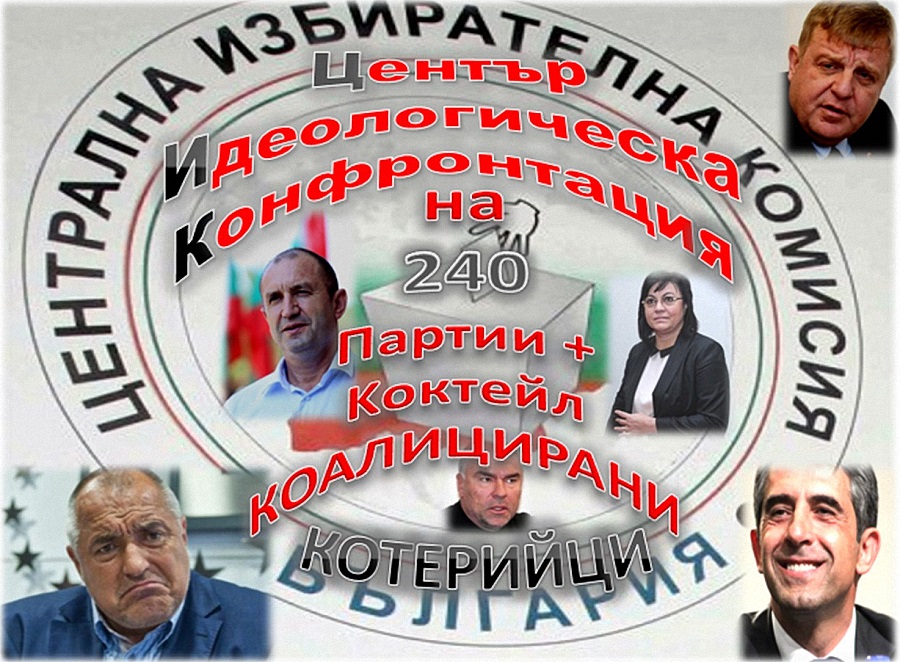 ЦЕНТРАЛНА ИЗБИРАТЕЛНА КОМИСИЯ
Център
Идеологическа
Конфронтация
на
240
Партии +
Коктейл
КОАЛИЦИРАНИ
КОТЕРИЙЦИ
БЪЛГАРИЯ